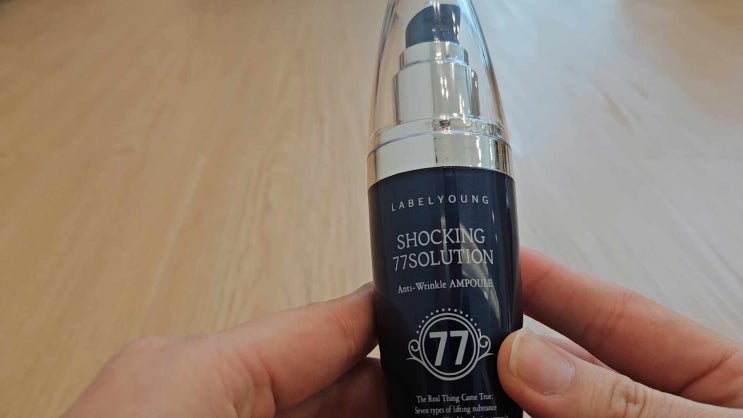 LABELYOUNG
SHOCKING
77SOLUTION
Anti-Wrinkle AMPOULE
77
The Real Thing Came True.
Seven types of lifting substance